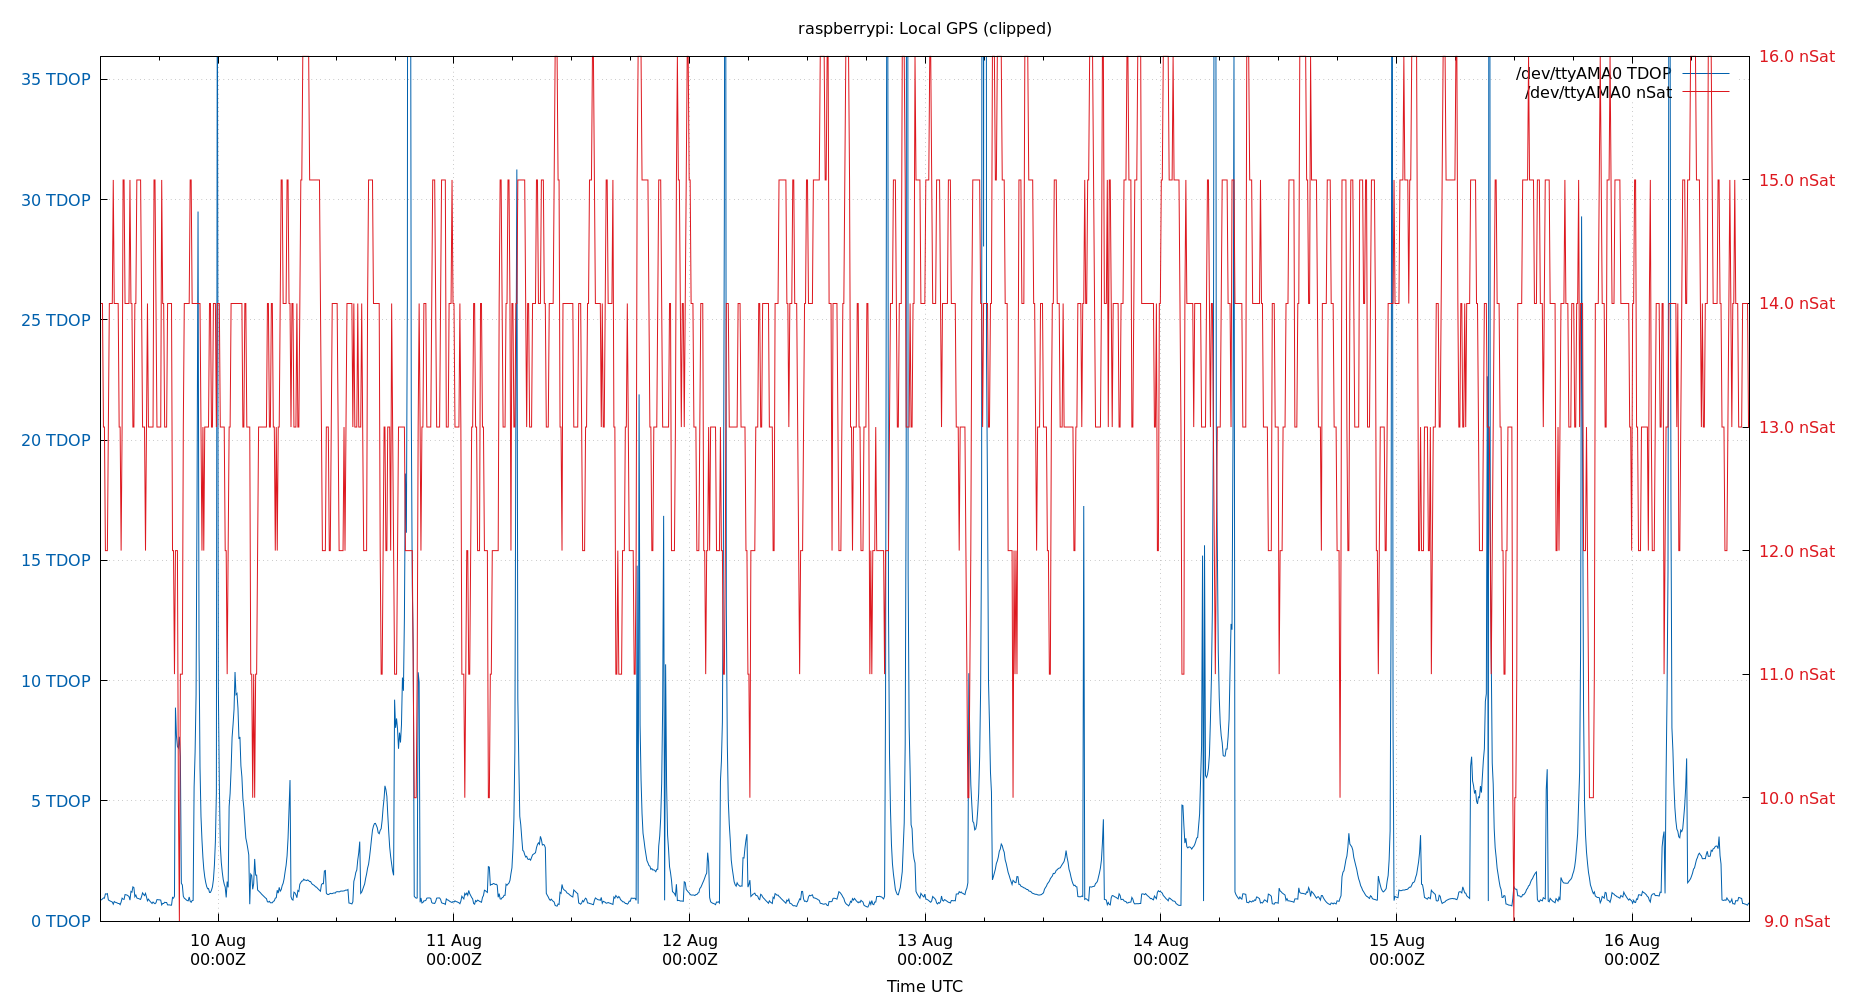 raspberrypi: Local GPS (clipped)
/dev/ttyAMA0 TDOP
/dev/ttyAMA0 nSat
35 TDOP
30 TDOP
25 TDOP
20 TDOP
15 TDOP
10 TDOP
5 TDOP
0 TDOP
16.0 nSat
15.0 nSat
14.0 nSat
13.0 nSat
12.0 nSat
11.0 nSat
10.0 nSat
9.0 nSat
10 Aug
00:00Z
11 Aug
00:00Z
12 Aug
00:00Z
13 Aug
00:00Z
14 Aug
00:00Z
15 Aug
00:00Z
16 Aug
00:00Z
Time UTC